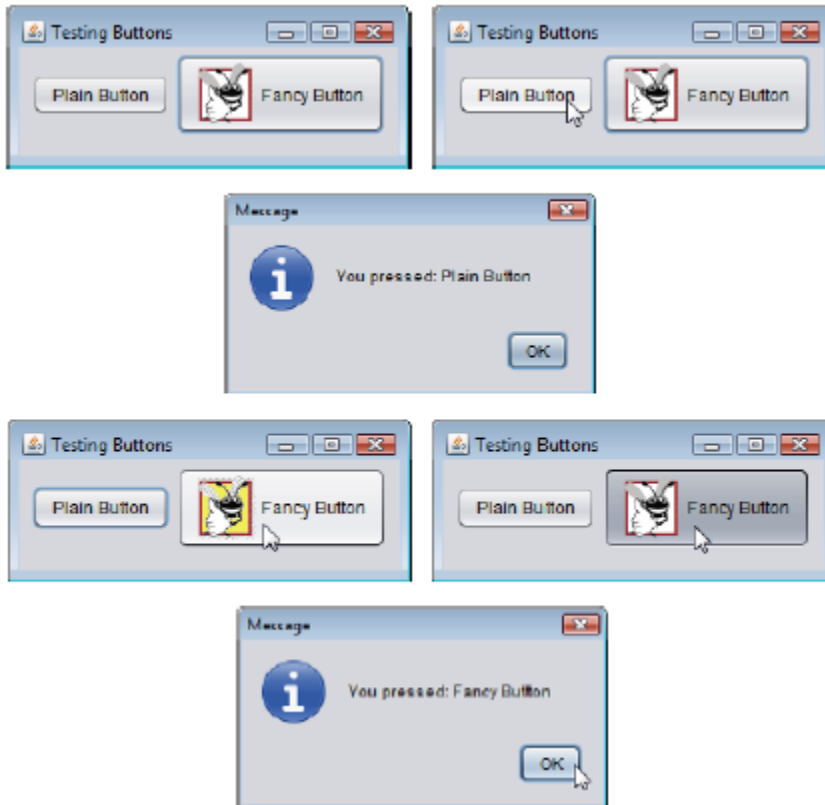 Testing Buttons
Plain Button Fancy Button
Testing Buttons
Plain Button Fancy Button
Message
You pressed: Plain Button
OK
Testing Buttons
Plain Button Fancy Button
Testing Buttons
Plain Button Fancy Button
Message
You pressed: Fancy Button
OK